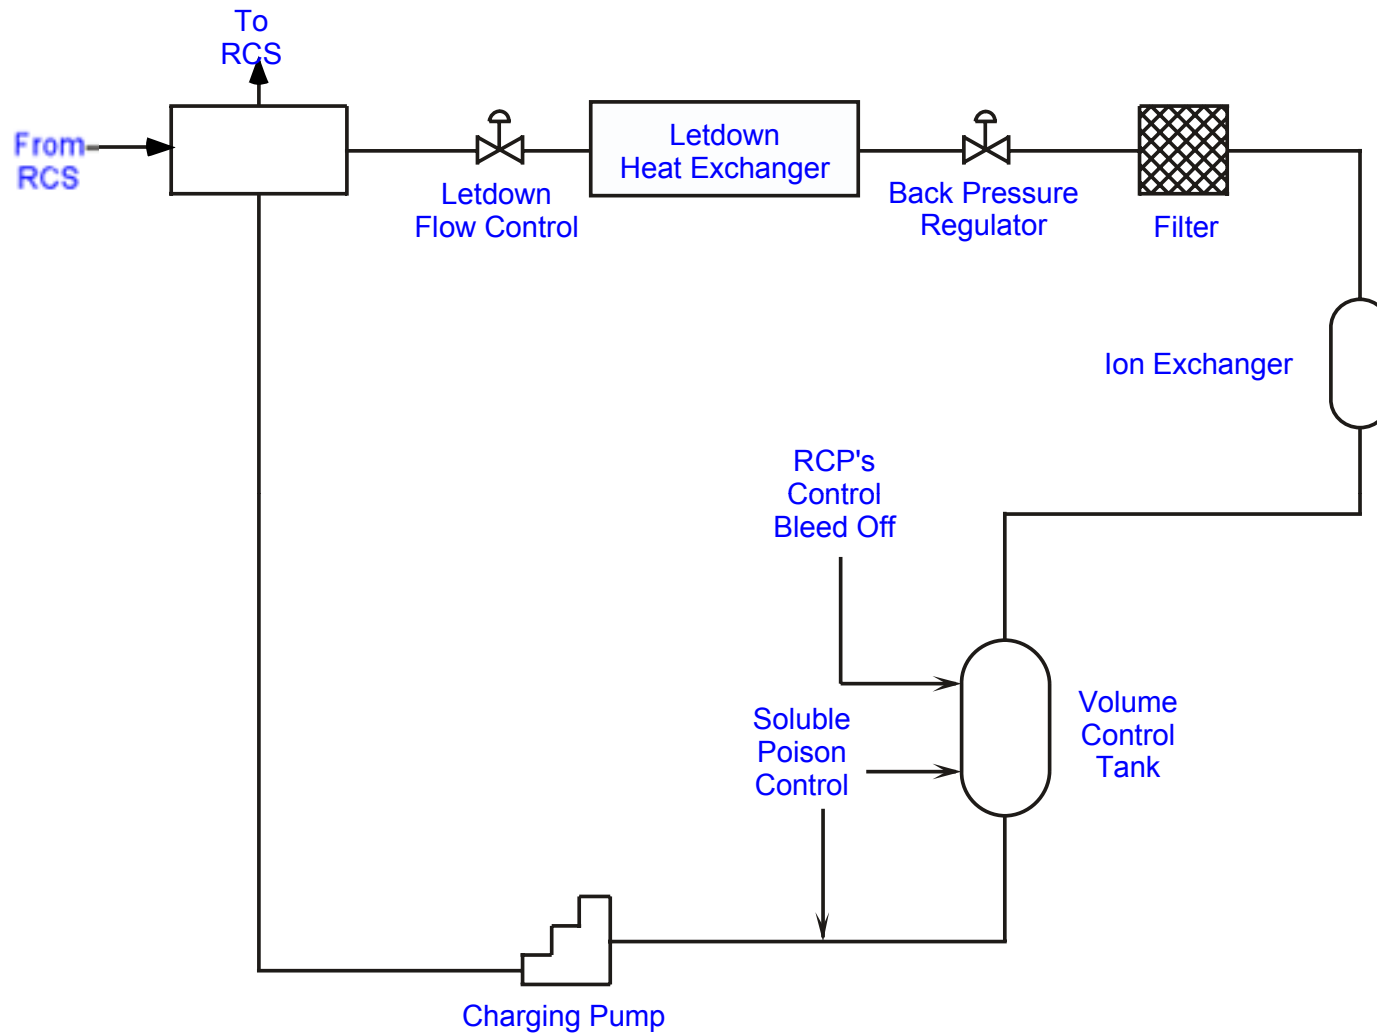 To
RCS
From
RCS
Letdown
Flow Control
Letdown
Heat Exchanger
Back Pressure
Regulator
Filter
Ion Exchanger
RCP's
Control
Bleed Off
Soluble
Poison
Control
Volume
Control
Tank
Charging Pump